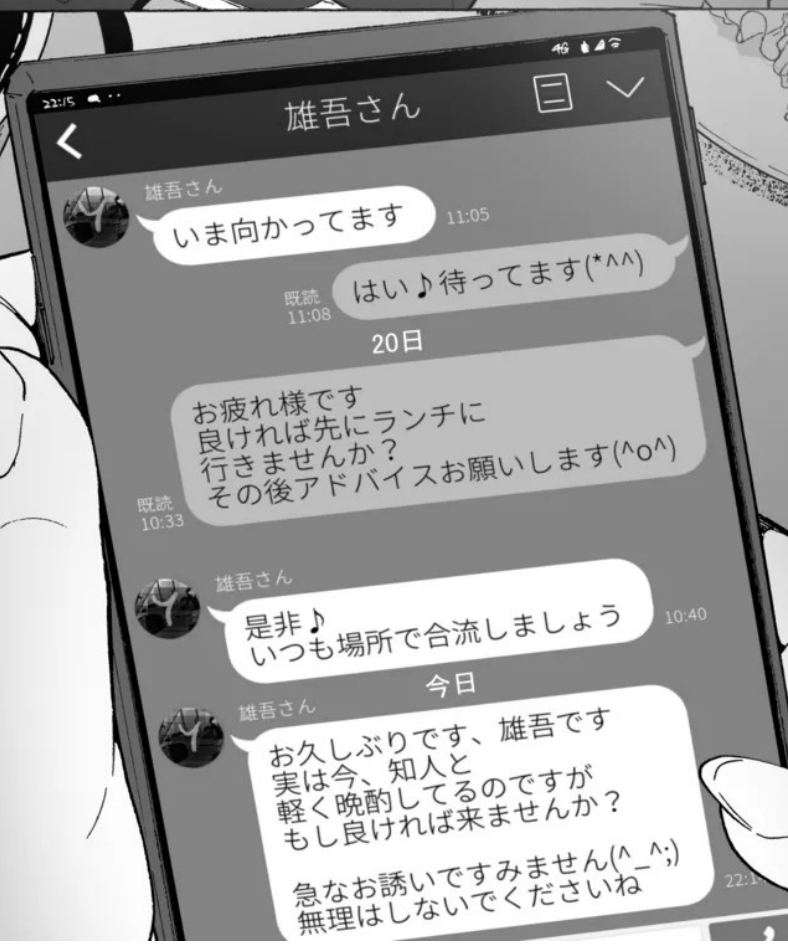 22:15
4G
雄吾さん
雄吾さん
いま向かってます
11:05
はい♪待ってます(*^^)
既読
11:08
20日
お疲れ様です
良ければ先にランチに
行きませんか？
その後アドバイスお願いします(^o^)
既読
10:33
雄吾さん
是非♪
いつも場所で合流しましょう
10:40
今日
雄吾さん
お久しぶりです、雄吾です
実は今、知人と
軽く晩酌してるのですが
もし良ければ来ませんか？
急なお誘いですみません(^_^;)
無理はしないでくださいね